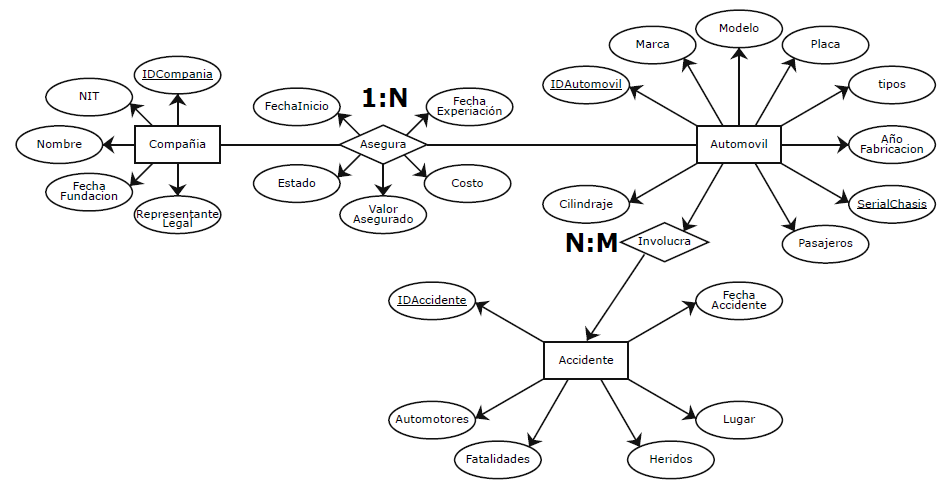 Modelo
Marca
Placa
IDCompania
IDAutomovil
tipos
NIT
FechaInicio
1:N
Fecha
Experiación
Nombre
Compañia
Asegura
Automovil
Año
Fabricacion
Fecha
Fundacion
Estado
Costo
Representante
Legal
Valor
Asegurado
Cilindraje
SerialChasis
N:M
Involucra
Pasajeros
IDAccidente
Fecha
Accidente
Accidente
Automotores
Lugar
Fatalidades
Heridos